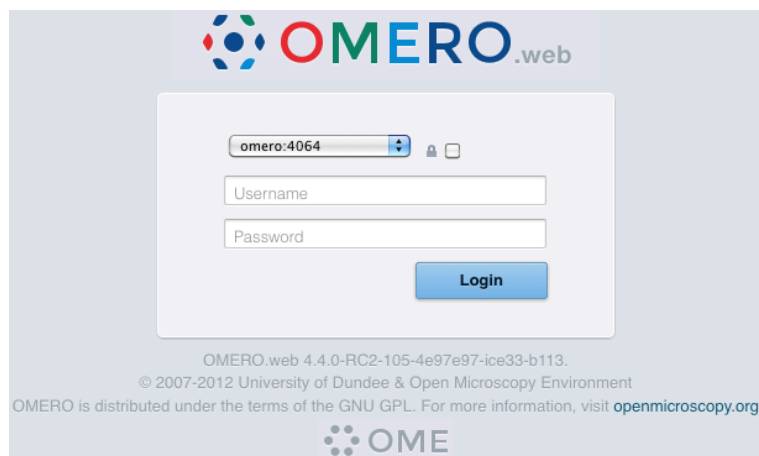 OMERO.web
omero:4064
Username
Password
Login
OMERO.web 4.4.0-RC2-105-4e97e97-ice33-b113.
© 2007-2012 University of Dundee & Open Microscopy Environment
OMERO is distributed under the terms of the GNU GPL. For more information, visit openmicroscopy.org
OME